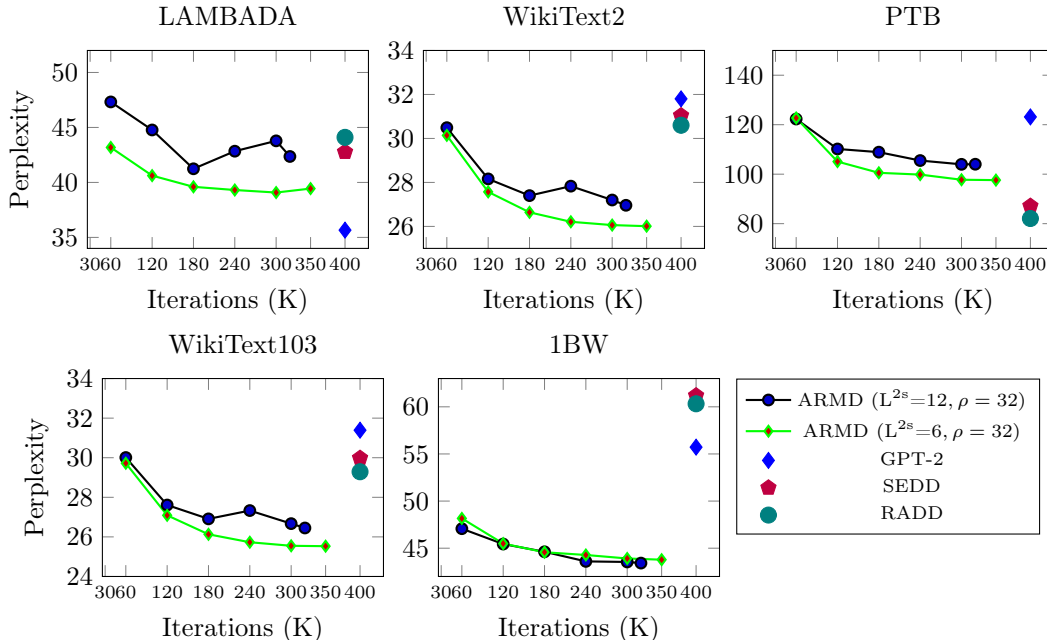 LAMBADA
WikiText2
PTB
Perplexity
50
45
40
35
3060 120 180 240 300 350 400
Iterations (K)
34
32
30
28
26
3060 120 180 240 300 350 400
Iterations (K)
140
120
100
80
3060 120 180 240 300 350 400
Iterations (K)
WikiText103
1BW
Perplexity
34
32
30
28
26
24
3060 120 180 240 300 350 400
Iterations (K)
60
55
50
45
3060 120 180 240 300 350 400
Iterations (K)
ARMD (L²ˢ=12, ρ = 32)
ARMD (L²ˢ=6, ρ = 32)
GPT-2
SEDD
RADD